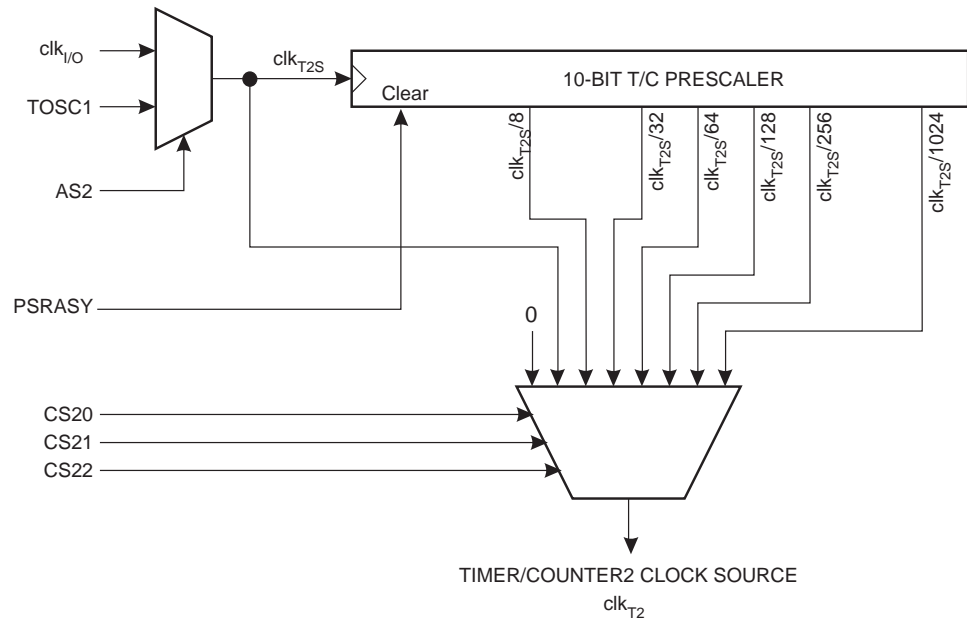 clkI/O
clkT2S
10-BIT T/C PRESCALER
TOSC1
Clear
clkT2S/8
clkT2S/32
clkT2S/64
clkT2S/128
clkT2S/256
clkT2S/1024
AS2
PSRASY
0
CS20
CS21
CS22
TIMER/COUNTER2 CLOCK SOURCE
clkT2